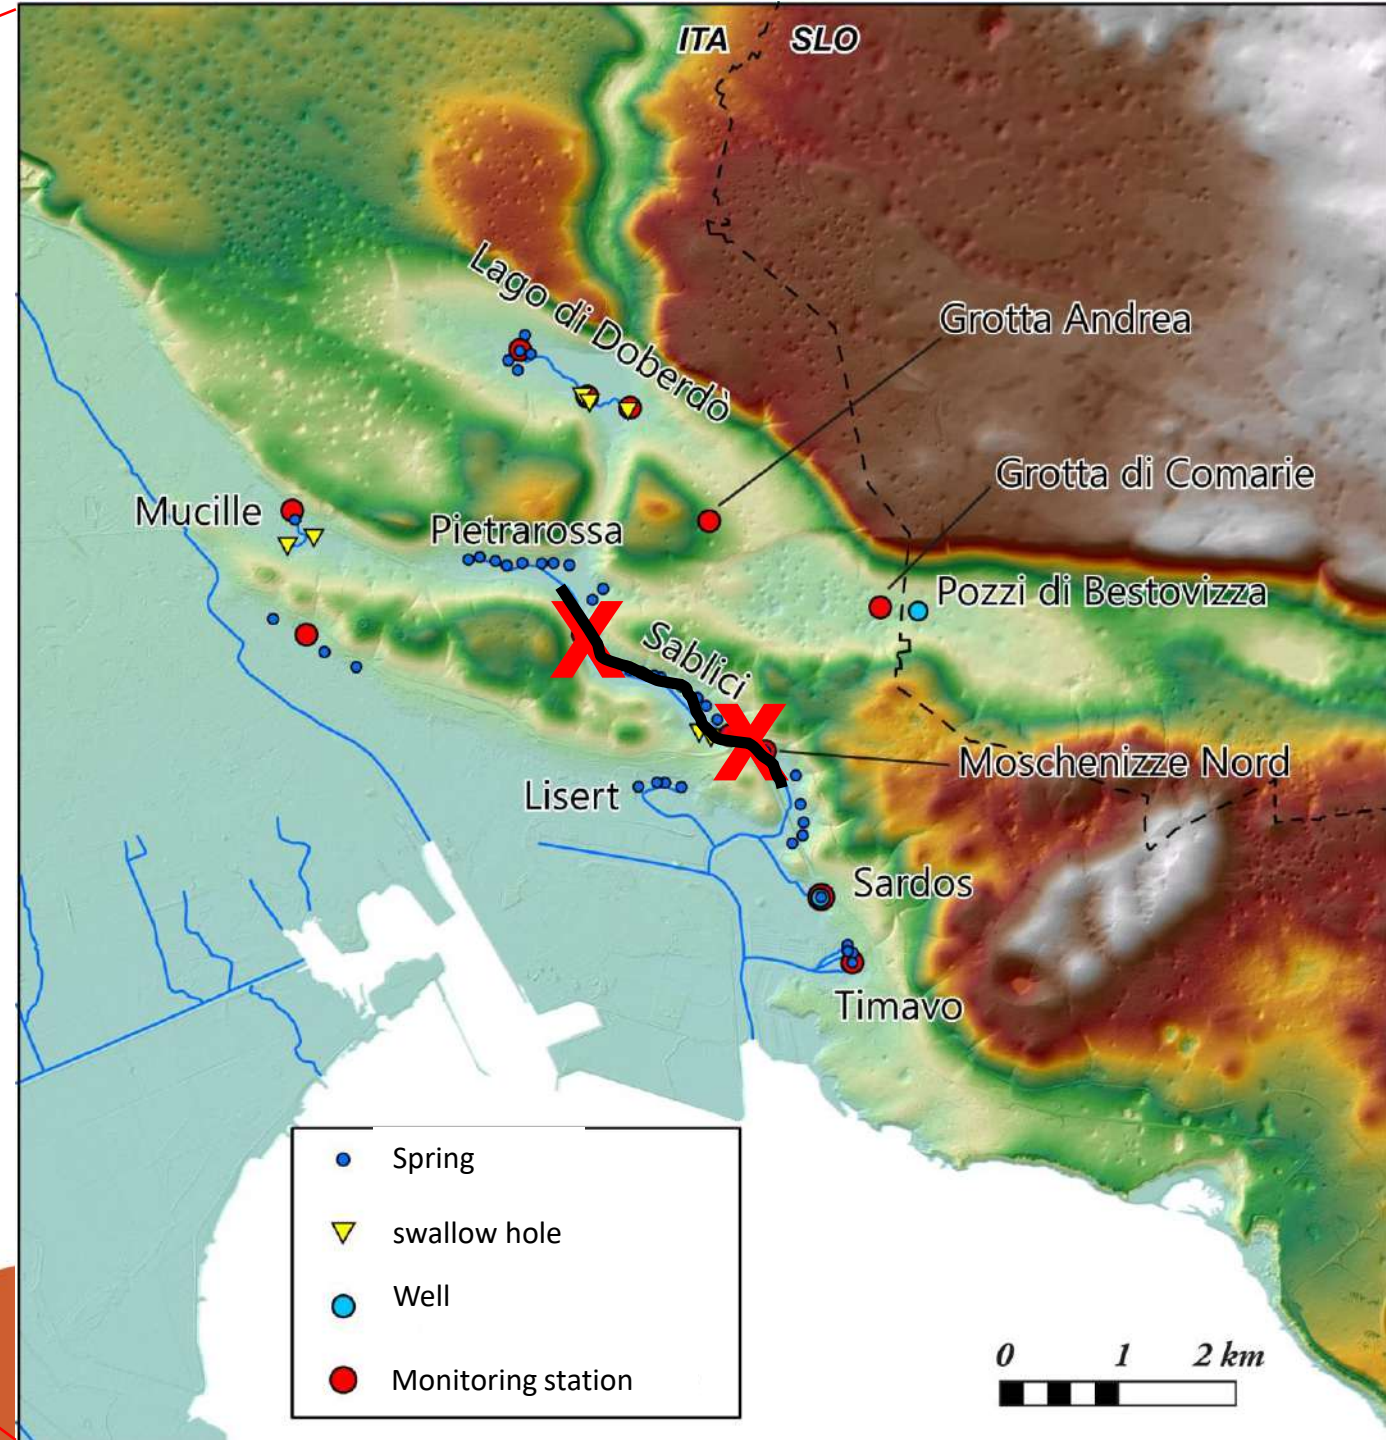 ITA SLO
Lago di Doberdò
Grotta Andrea
Grotta di Comarie
Mucille
Pietrarossa
Pozzi di Bestovizza
Sablici
X
X
Moschenizze Nord
Lisert
Sardos
Timavo
Spring
swallow hole
Well
Monitoring station
0 1 2 km